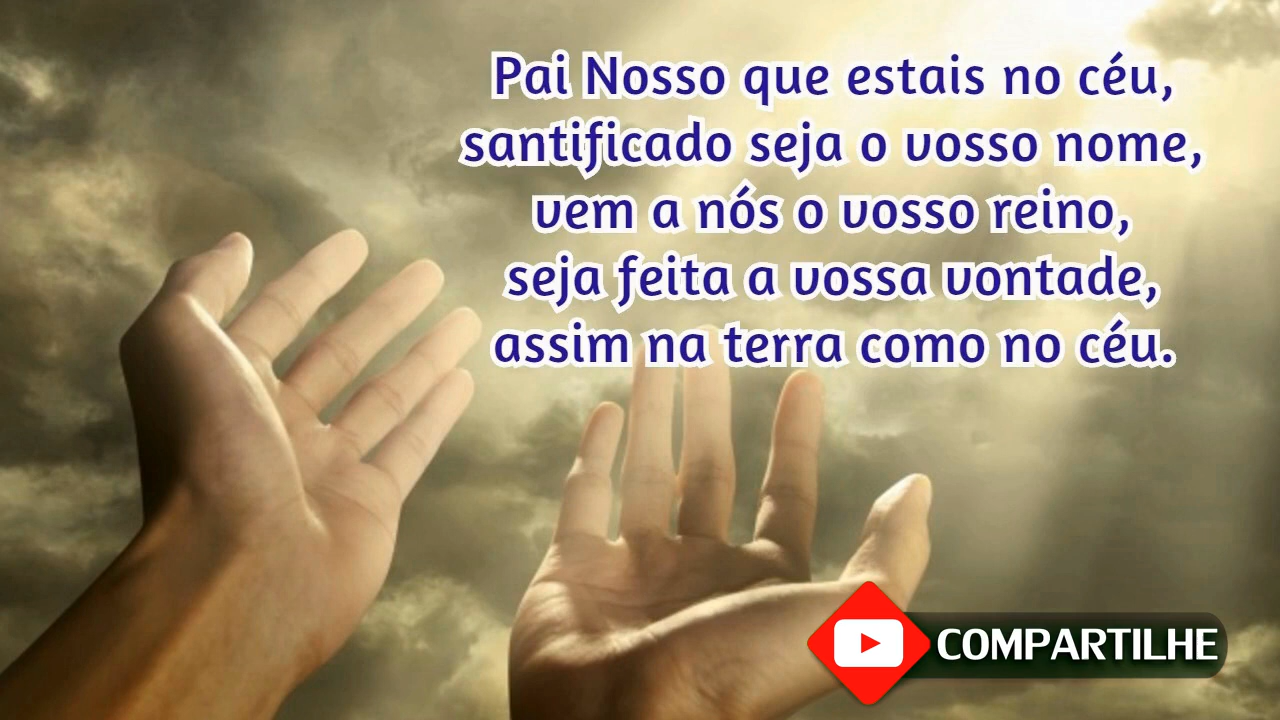 Pai Nosso que estais no céu,
santificado seja o vosso nome,
vem a nós o vosso reino,
seja feita a vossa vontade,
assim na terra como no céu.
COMPARTILHE